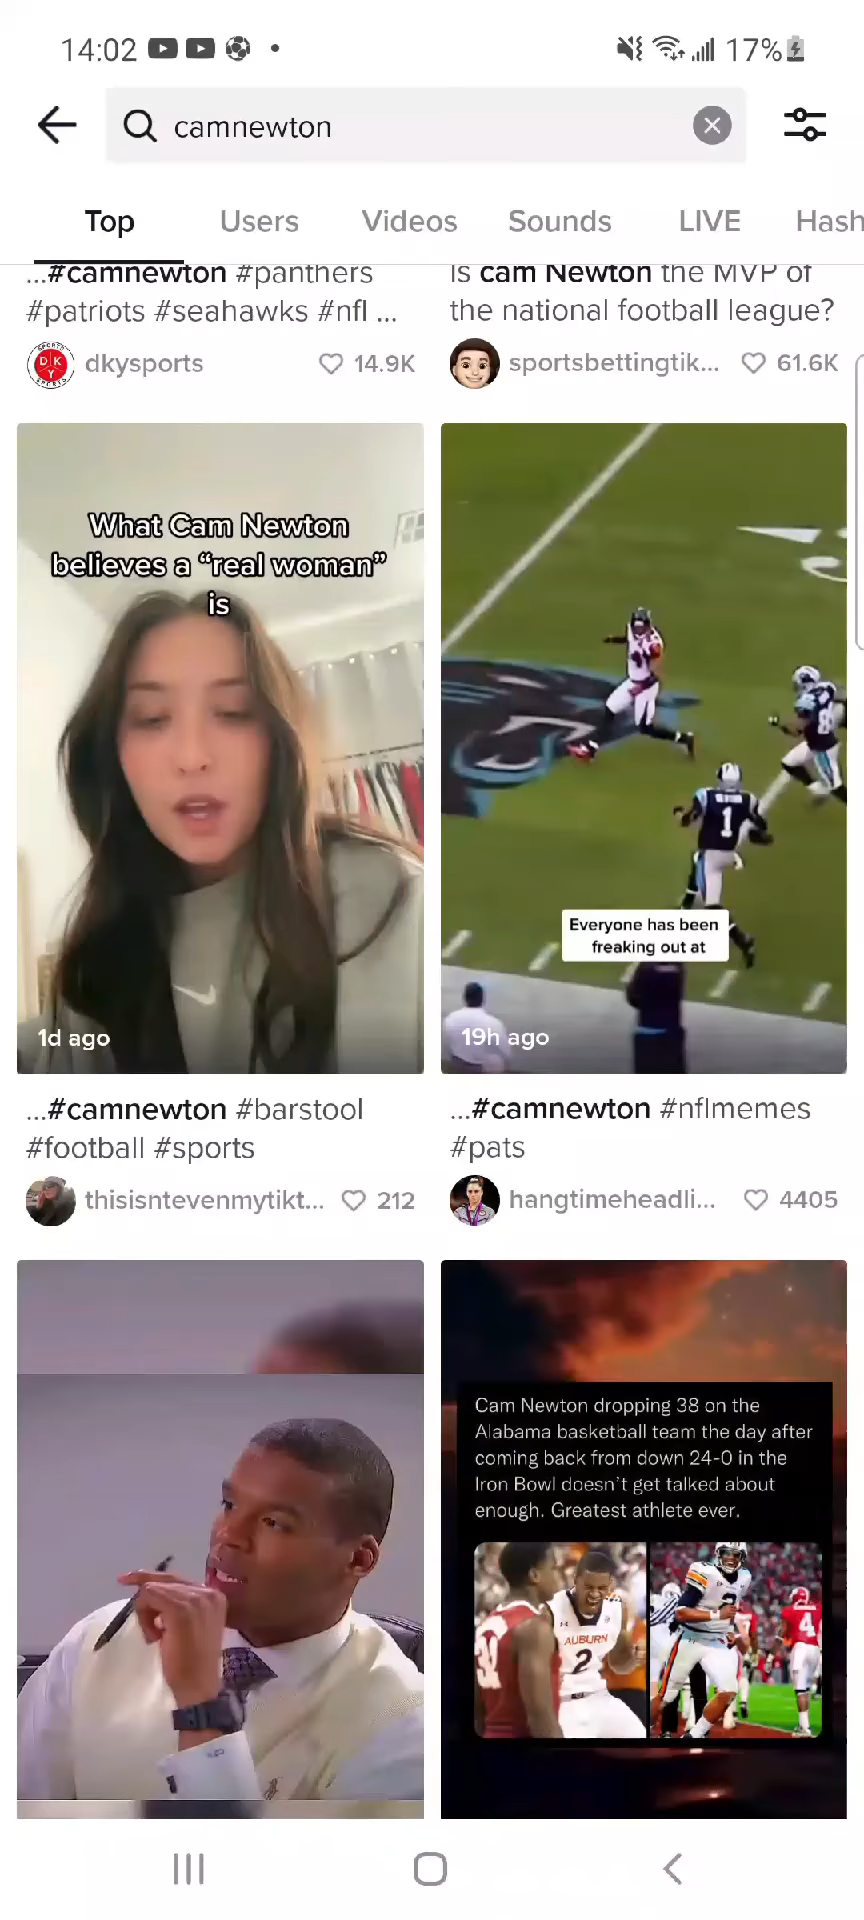 14:02
17%
camnewton
Top Users Videos Sounds LIVE Hash
...#camnewton #panthers
#patriots #seahawks #nfl ...
dkysports 14.9K
Is cam Newton the MVP of
the national football league?
sportsbettingtik... 61.6K
What Cam Newton
believes a “real woman”
is
1d ago
Everyone has been
freaking out at
19h ago
...#camnewton #barstool
#football #sports
thisisntevenmytikt... 212
...#camnewton #nflmemes
#pats
hangtimeheadli... 4405
Cam Newton dropping 38 on the
Alabama basketball team the day after
coming back from down 24-0 in the
Iron Bowl doesn't get talked about
enough. Greatest athlete ever.
AUBURN
2
4
1